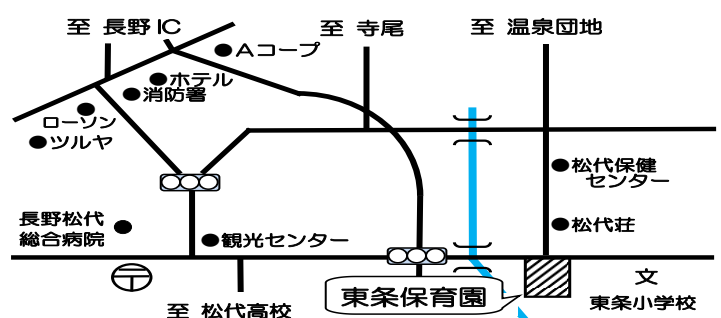 至 長野IC
至 寺尾
至 温泉団地
Aコープ
ホテル
消防署
ローソン
ツルヤ
松代保健
センター
長野松代
総合病院
観光センター
松代荘
東条保育園
文
東条小学校
至 松代高校